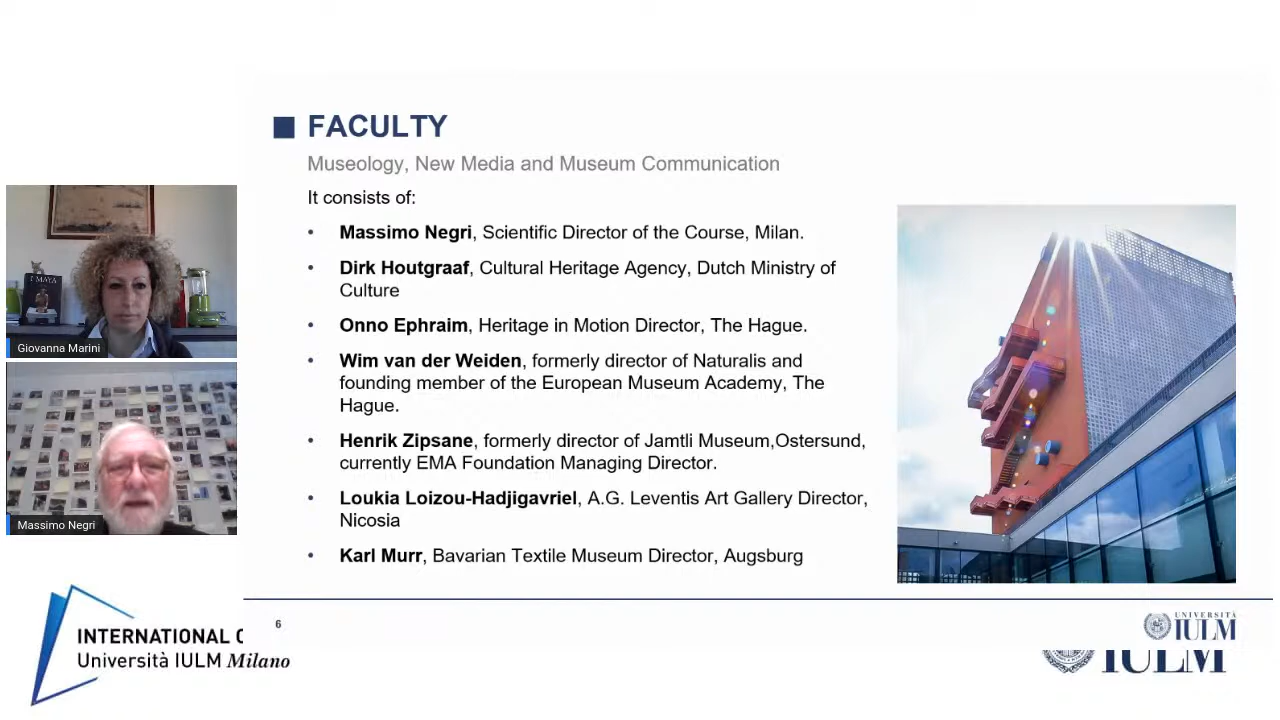 FACULTY
Museology, New Media and Museum Communication
It consists of:
• Massimo Negri, Scientific Director of the Course, Milan.
• Dirk Houtgraaf, Cultural Heritage Agency, Dutch Ministry of
Culture
• Onno Ephraim, Heritage in Motion Director, The Hague.
• Wim van der Weiden, formerly director of Naturalis and
founding member of the European Museum Academy, The
Hague.
• Henrik Zipsane, formerly director of Jamtli Museum,Ostersund,
currently EMA Foundation Managing Director.
• Loukia Loizou-Hadjigavriel, A.G. Leventis Art Gallery Director,
Nicosia
• Karl Murr, Bavarian Textile Museum Director, Augsburg
I MAYA
Giovanna Marini
Massimo Negri
6
INTERNATIONAL
Università IULM Milano
UNIVERSITÀ
IULM
IULM